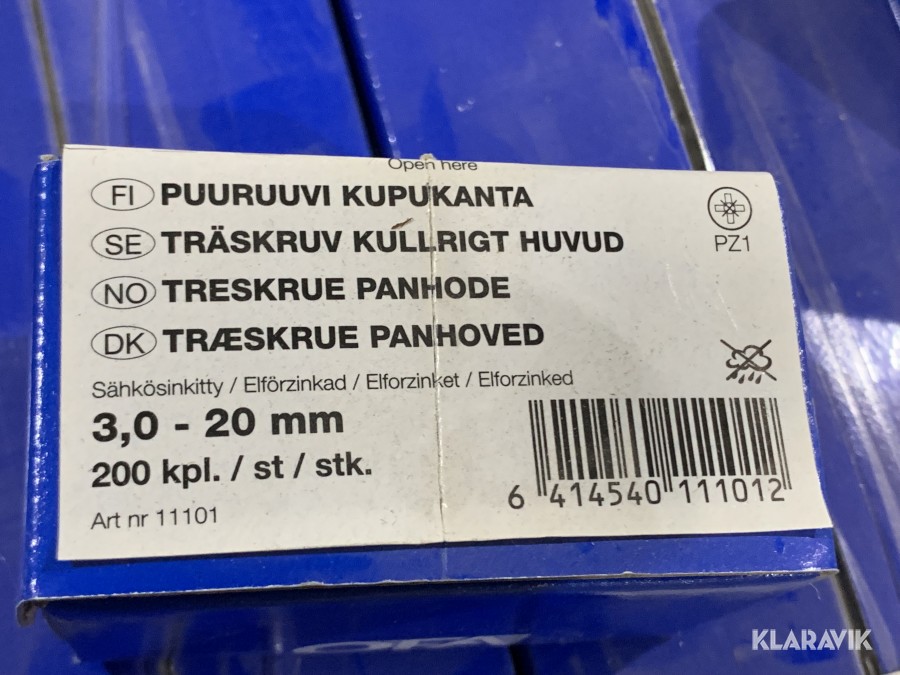 Open here
FI PUURUUVI KUPUKANTA
SE TRÄSKRUV KULLRIGT HUVUD
NO TRESKRUE PANHODE
DK TRÆSKRUE PANHOVED
PZ1
Sähkösinkitty / Elförzinkad / Elforzinket / Elforzinked
3,0 - 20 mm
200 kpl. / st / stk.
Art nr 11101
6 414540 111012
KLARAVIK